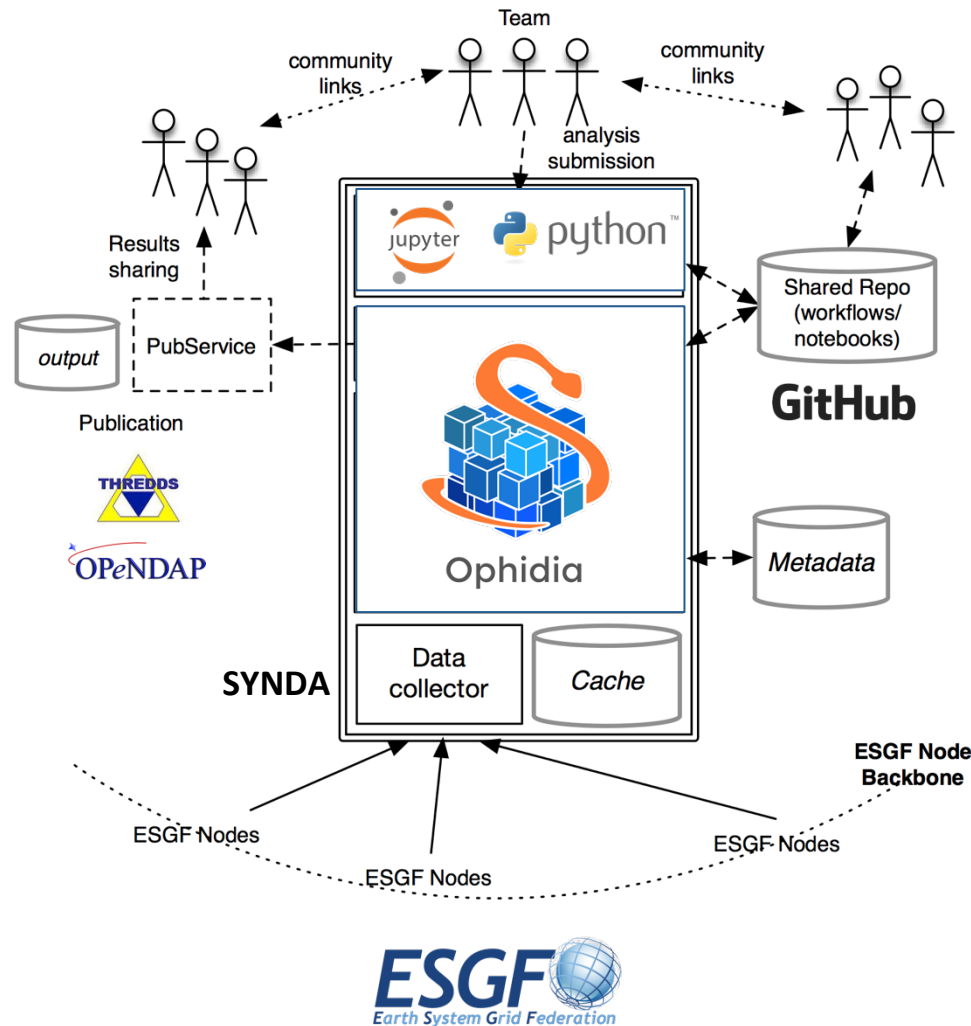 Team
community
links
community
links
analysis
submission
jupyter
python™
Results
sharing
Shared Repo
(workflows/
notebooks)
output
PubService
GitHub
Publication
THREDDS
OPeNDAP
Ophidia
Metadata
SYNDA
Data
collector
Cache
ESGF Node
Backbone
ESGF Nodes
ESGF Nodes
ESGF Nodes
ESGF
Earth System Grid Federation